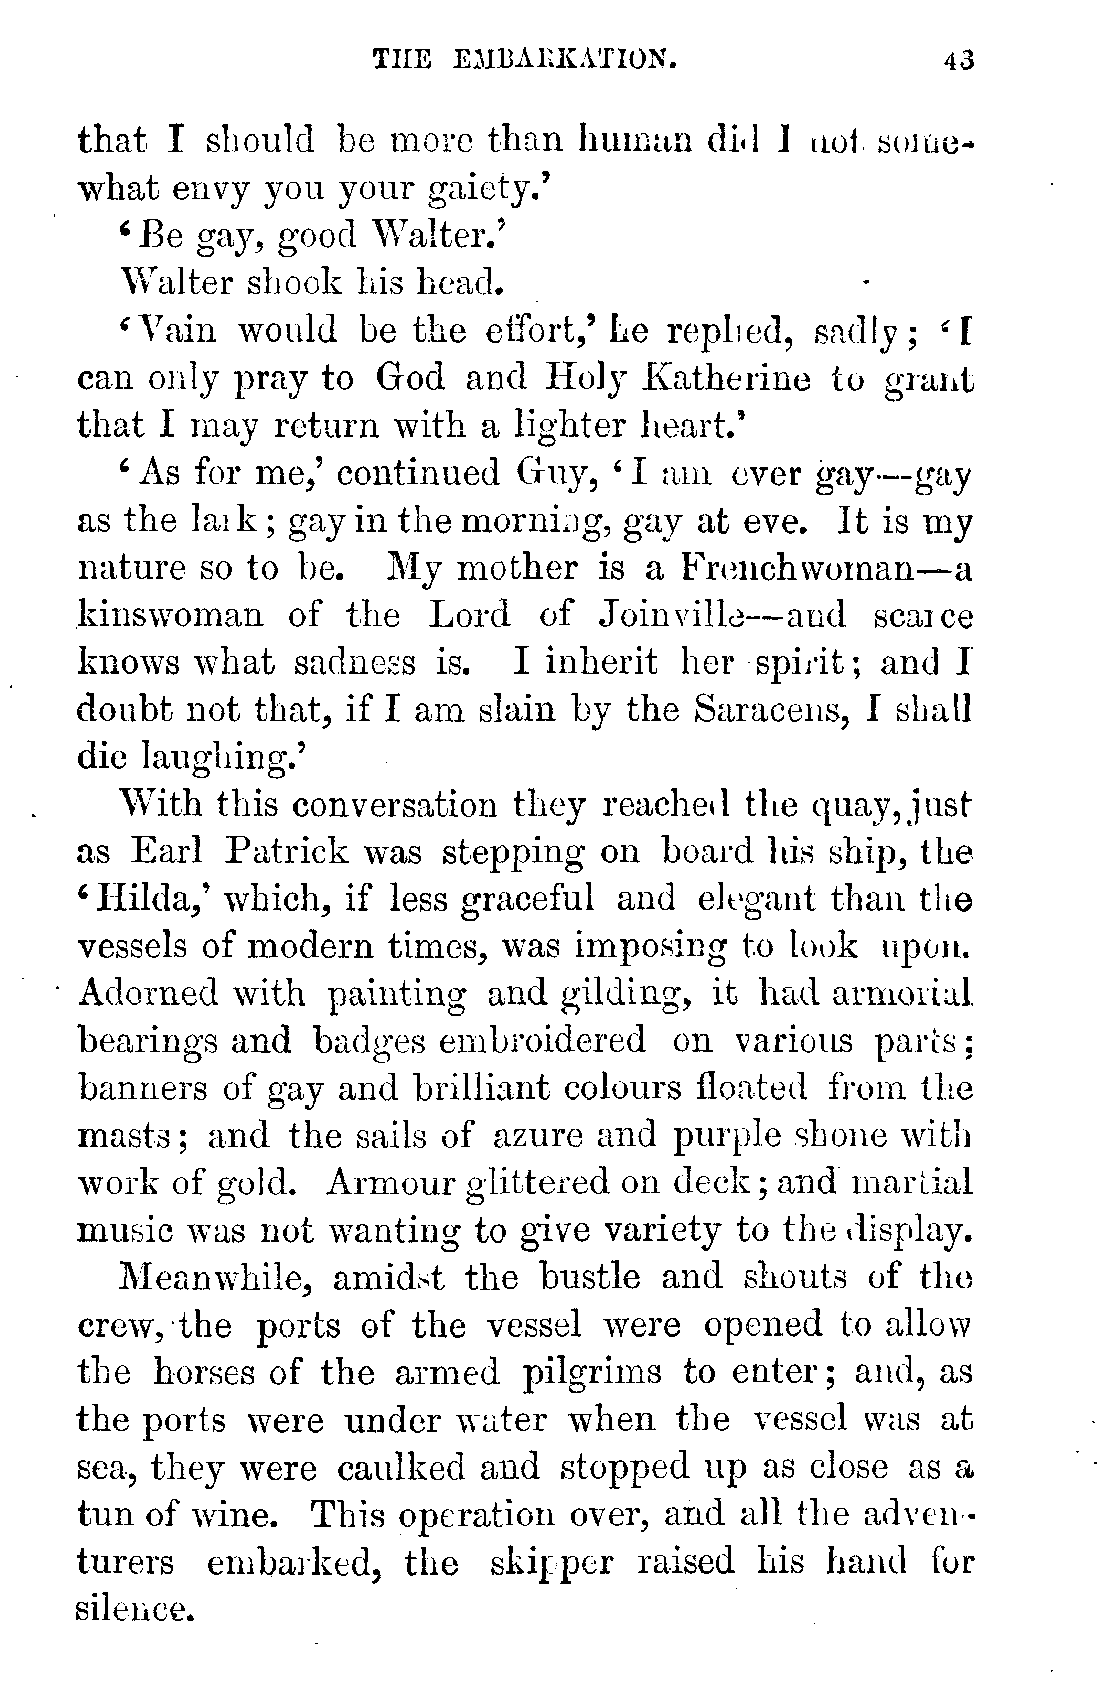 THE EMBARKATION. 43
that I should be more than human did I not some-
what envy you your gaiety.’
‘Be gay, good Walter.’
Walter shook his head.
‘Vain would be the effort,’ he replied, sadly; ‘I
can only pray to God and Holy Katherine to grant
that I may return with a lighter heart.’
‘As for me,’ continued Guy, ‘I am ever gay—gay
as the lark; gay in the morning, gay at eve. It is my
nature so to be. My mother is a Frenchwoman—a
kinswoman of the Lord of Joinville—and scarce
knows what sadness is. I inherit her spirit; and I
doubt not that, if I am slain by the Saracens, I shall
die laughing.’
With this conversation they reached the quay, just
as Earl Patrick was stepping on board his ship, the
‘Hilda,’ which, if less graceful and elegant than the
vessels of modern times, was imposing to look upon.
Adorned with painting and gilding, it had armorial
bearings and badges embroidered on various parts;
banners of gay and brilliant colours floated from the
masts; and the sails of azure and purple shone with
work of gold. Armour glittered on deck; and martial
music was not wanting to give variety to the display.
Meanwhile, amidst the bustle and shouts of the
crew, the ports of the vessel were opened to allow
the horses of the armed pilgrims to enter; and, as
the ports were under water when the vessel was at
sea, they were caulked and stopped up as close as a
tun of wine. This operation over, and all the adven-
turers embarked, the skipper raised his hand for
silence.